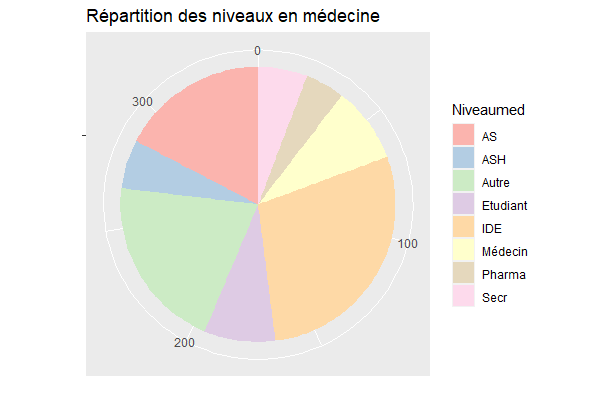 Répartition des niveaux en médecine
0
300
100
200
Niveaumed
AS
ASH
Autre
Etudiant
IDE
Médecin
Pharma
Secr